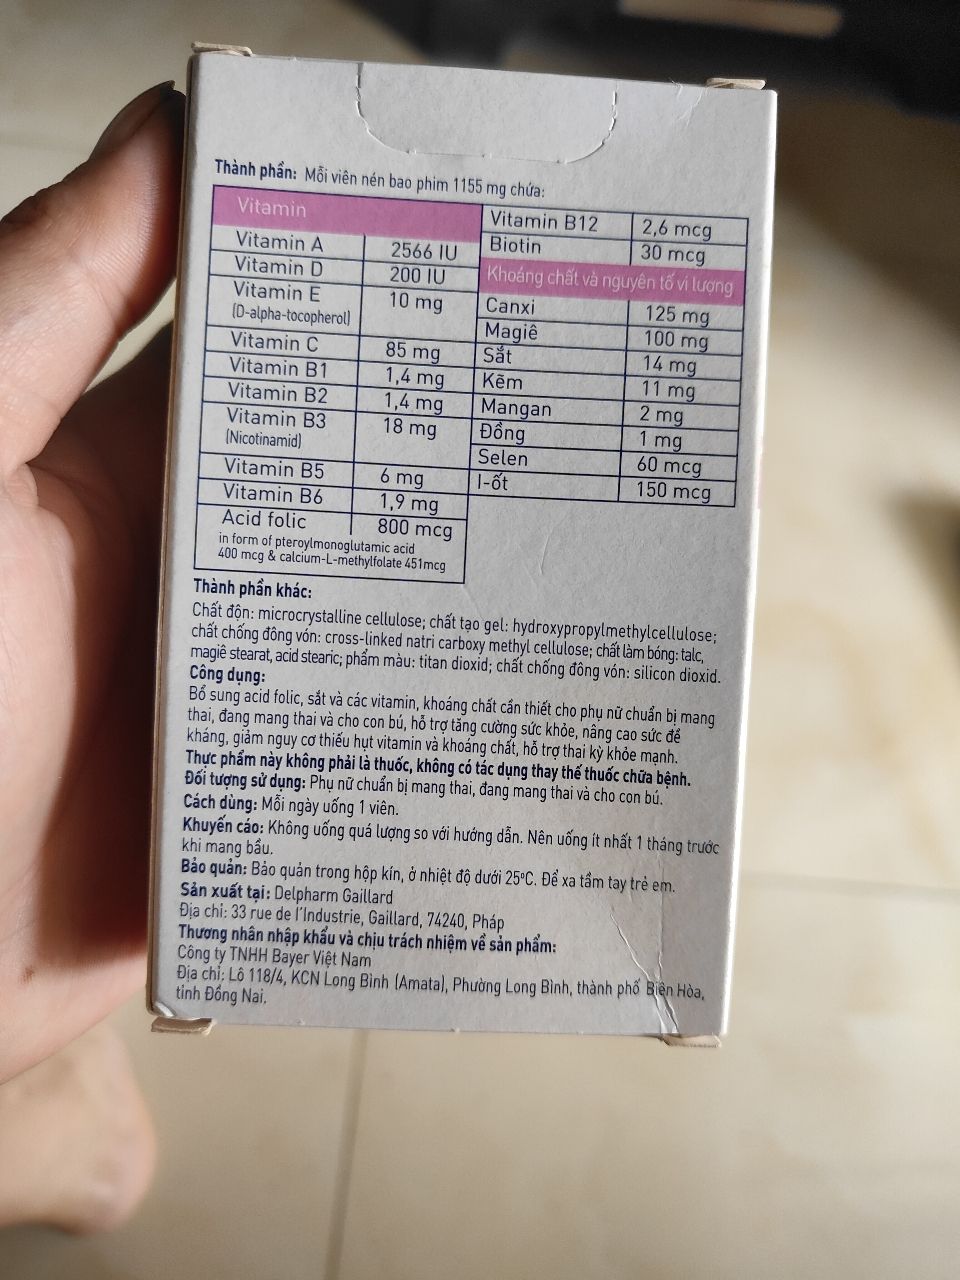 Thành phần: Mỗi viên nén bao phim 1155 mg chứa:
Vitamin
Vitamin A 2566 IU
Vitamin D 200 IU
Vitamin E 10 mg
(D-alpha-tocopherol)
Vitamin C 85 mg
Vitamin B1 1,4 mg
Vitamin B2 1,4 mg
Vitamin B3 18 mg
(Nicotinamid)
Vitamin B5 6 mg
Vitamin B6 1,9 mg
Acid folic 800 mcg
in form of pteroylmonoglutamic acid
400 mcg & calcium-L-methylfolate 451mcg
Vitamin B12 2,6 mcg
Biotin 30 mcg
Khoáng chất và nguyên tố vi lượng
Canxi 125 mg
Magiê 100 mg
Sắt 14 mg
Kẽm 11 mg
Mangan 2 mg
Đồng 1 mg
Selen 60 mcg
I-ốt 150 mcg
Thành phần khác:
Chất độn: microcrystalline cellulose; chất tạo gel: hydroxypropylmethylcellulose;
chất chống đông vón: cross-linked natri carboxy methyl cellulose; chất làm bóng: talc,
magiê stearat, acid stearic; phẩm màu: titan dioxid; chất chống đông vón: silicon dioxid.
Công dụng:
Bổ sung acid folic, sắt và các vitamin, khoáng chất cần thiết cho phụ nữ chuẩn bị mang
thai, đang mang thai và cho con bú, hỗ trợ tăng cường sức khỏe, nâng cao sức đề
kháng, giảm nguy cơ thiếu hụt vitamin và khoáng chất, hỗ trợ thai kỳ khỏe mạnh.
Thực phẩm này không phải là thuốc, không có tác dụng thay thế thuốc chữa bệnh.
Đối tượng sử dụng: Phụ nữ chuẩn bị mang thai, đang mang thai và cho con bú.
Cách dùng: Mỗi ngày uống 1 viên.
Khuyến cáo: Không uống quá lượng so với hướng dẫn. Nên uống ít nhất 1 tháng trước
khi mang bầu.
Bảo quản: Bảo quản trong hộp kín, ở nhiệt độ dưới 25ºC. Để xa tầm tay trẻ em.
Sản xuất tại: Delpharm Gaillard
Địa chỉ: 33 rue de l'Industrie, Gaillard, 74240, Pháp
Thương nhân nhập khẩu và chịu trách nhiệm về sản phẩm:
Công ty TNHH Bayer Việt Nam
Địa chỉ: Lô 118/4, KCN Long Bình (Amata), Phường Long Bình, thành phố Biên Hòa,
tỉnh Đồng Nai.